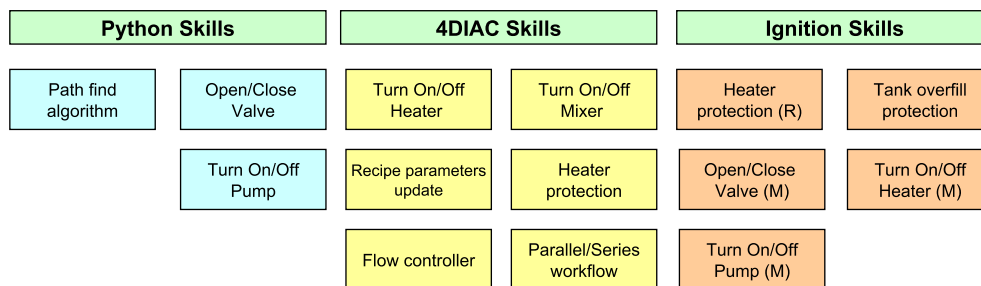 Python Skills
4DIAC Skills
Ignition Skills
Path find
algorithm
Open/Close
Valve
Turn On/Off
Heater
Turn On/Off
Mixer
Heater
protection (R)
Tank overfill
protection
Turn On/Off
Pump
Recipe parameters
update
Heater
protection
Open/Close
Valve (M)
Turn On/Off
Heater (M)
Flow controller
Parallel/Series
workflow
Turn On/Off
Pump (M)